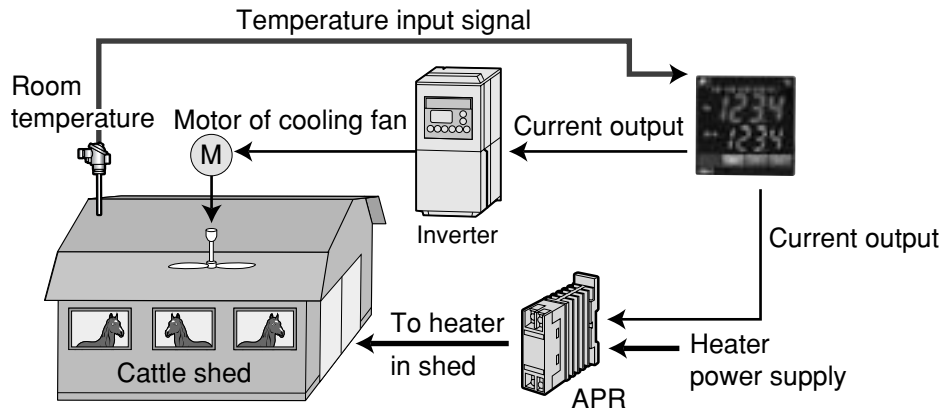 Temperature input signal
Room
temperature
Motor of cooling fan
M
Current output
1234
1234
Inverter
Current output
Cattle shed
To heater
in shed
Heater
power supply
APR